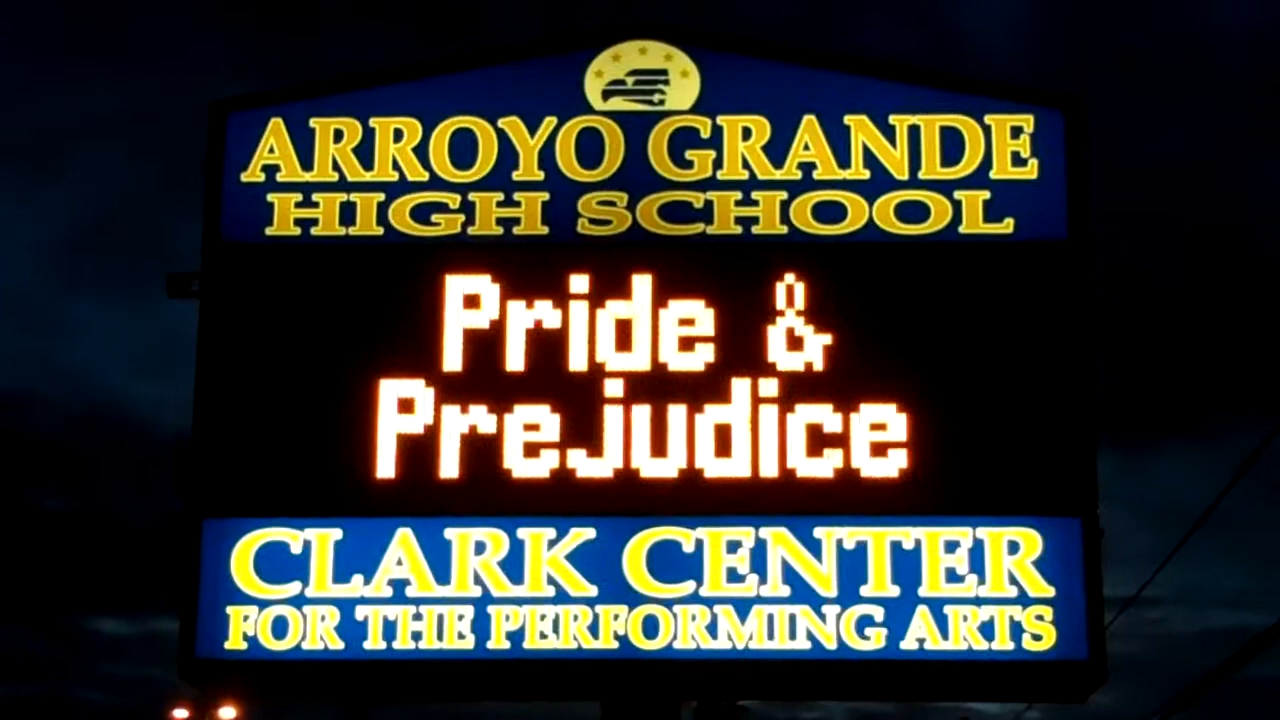 ARROYO GRANDE
HIGH SCHOOL
Pride &
Prejudice
CLARK CENTER
FOR THE PERFORMING ARTS